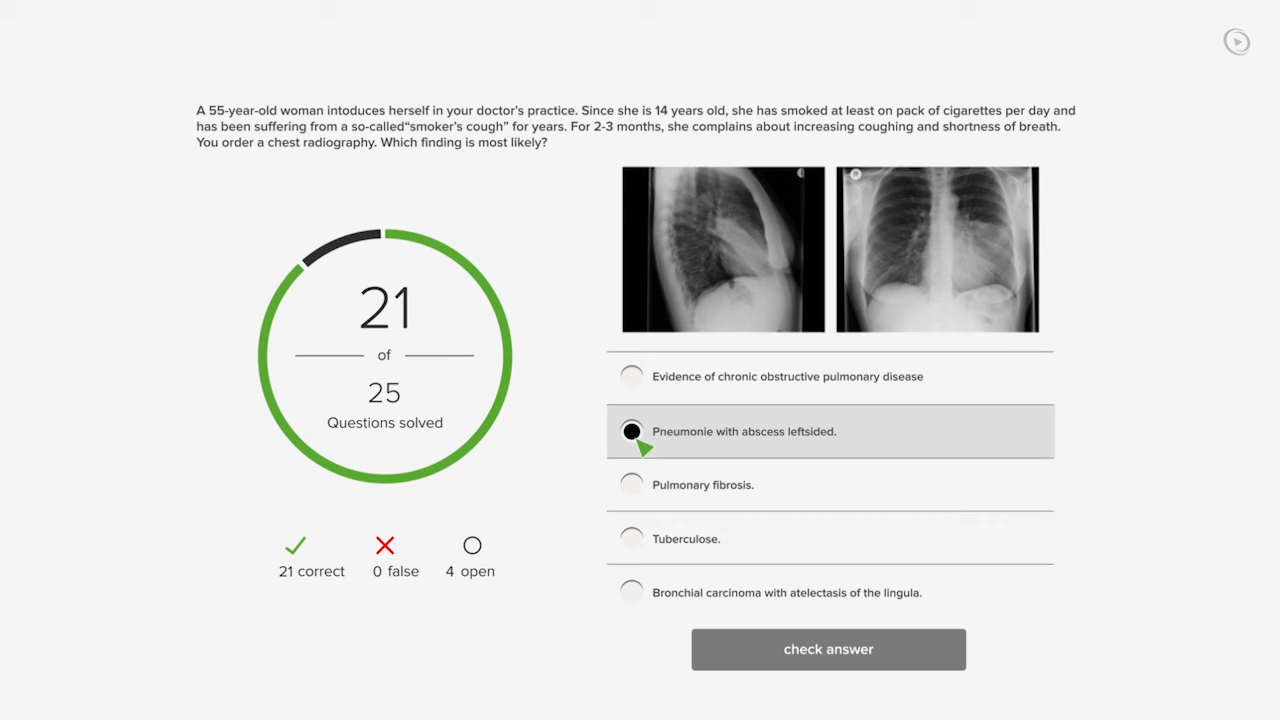 A 55-year-old woman intoduces herself in your doctor's practice. Since she is 14 years old, she has smoked at least on pack of cigarettes per day and
has been suffering from a so-called“smoker's cough” for years. For 2-3 months, she complains about increasing coughing and shortness of breath.
You order a chest radiography. Which finding is most likely?
21
of
25
Questions solved
21 correct
0 false
4 open
Evidence of chronic obstructive pulmonary disease
Pneumonie with abscess leftsided.
Pulmonary fibrosis.
Tuberculose.
Bronchial carcinoma with atelectasis of the lingula.
check answer